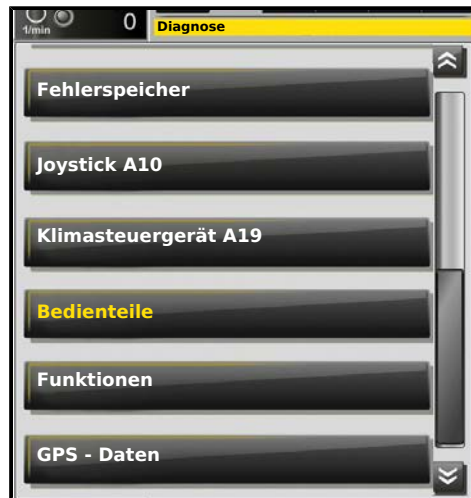 1/min 0 Diagnose
Fehlerspeicher
Joystick A10
Klimasteuergerät A19
Bedienteile
Funktionen
GPS - Daten